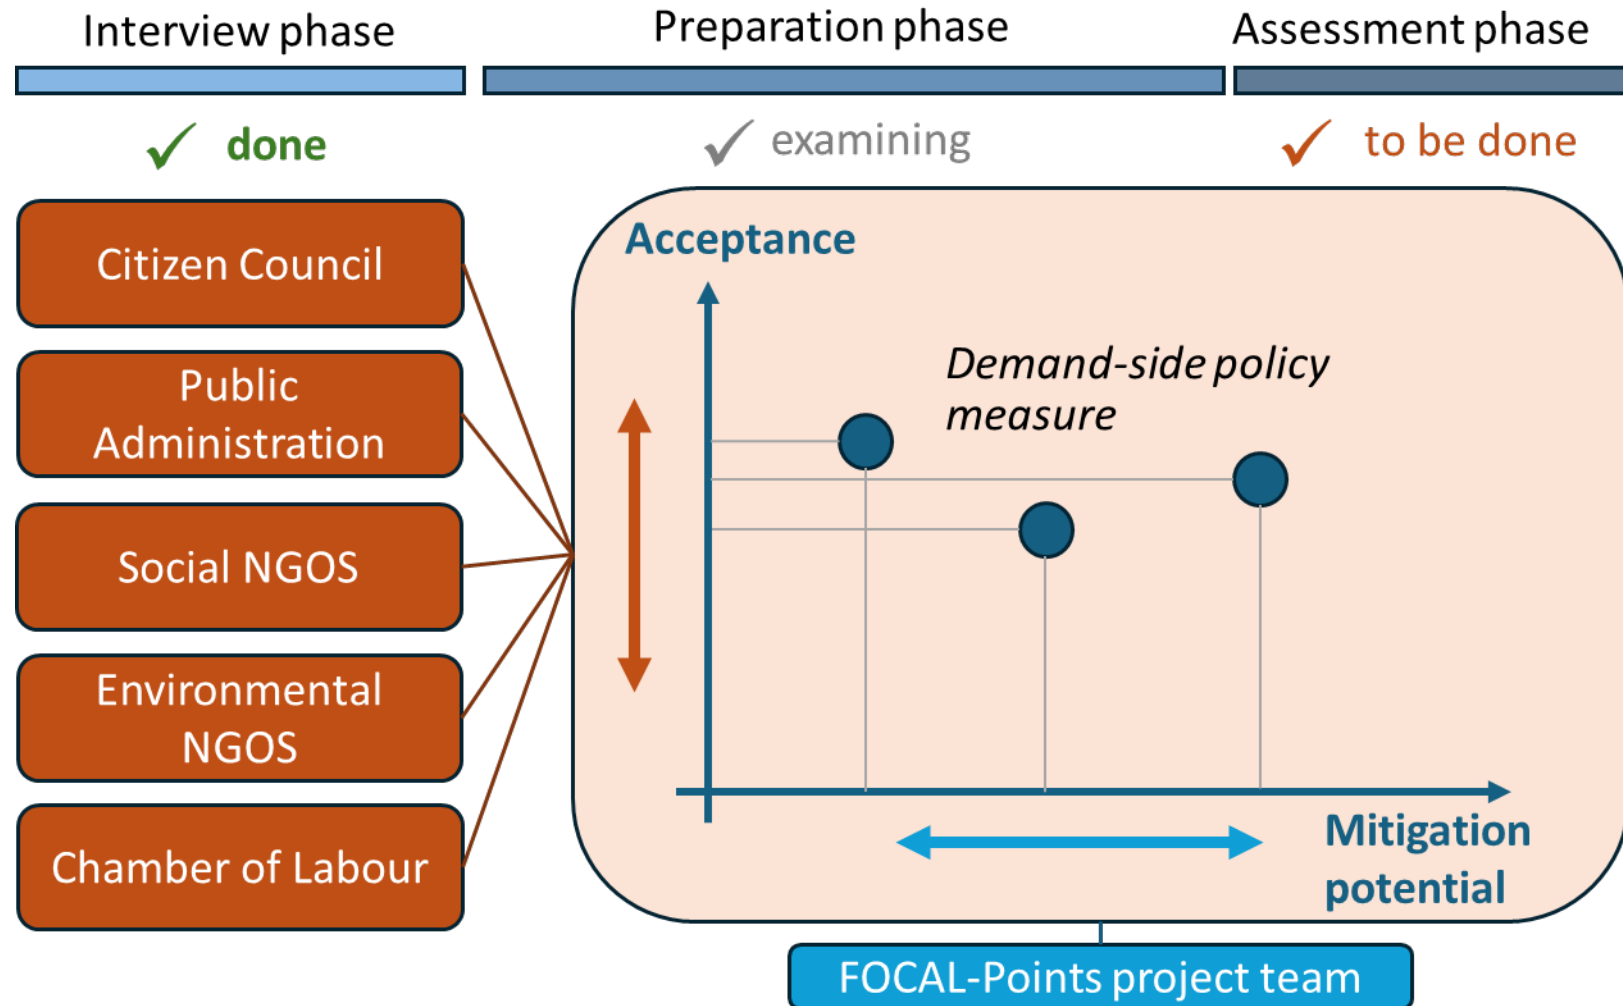 Interview phase
Preparation phase
Assessment phase
done
examining
to be done
Citizen Council
Public
Administration
Social NGOS
Environmental
NGOS
Chamber of Labour
Acceptance
Demand-side policy
measure
Mitigation
potential
FOCAL-Points project team